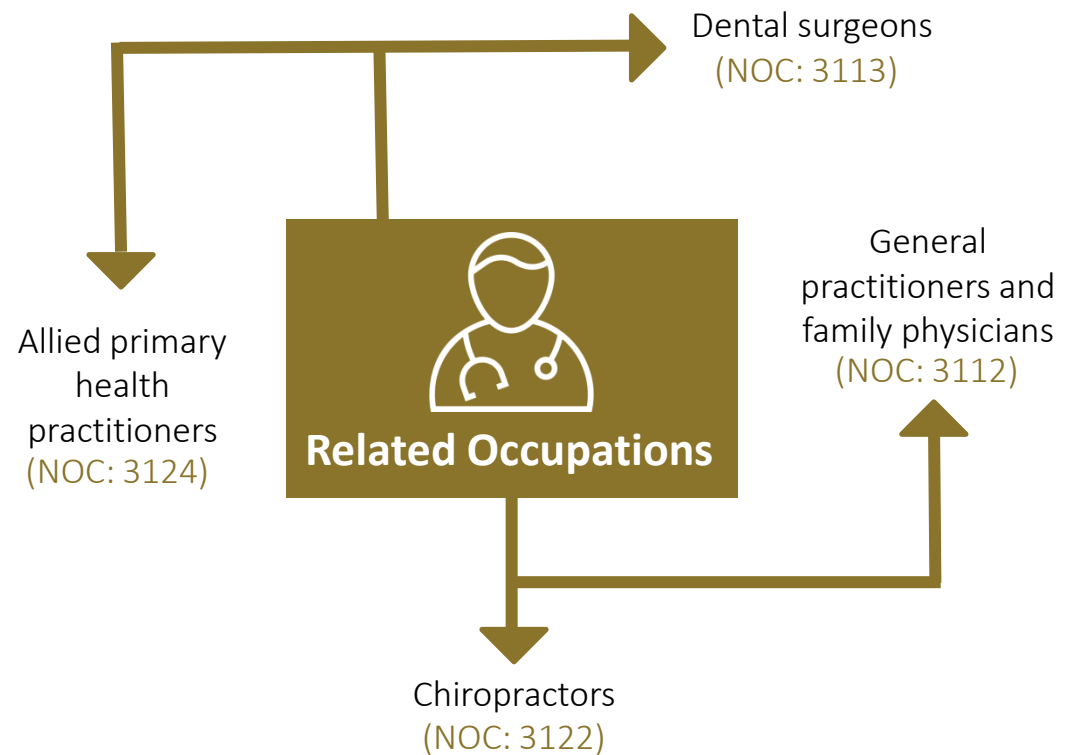 Dental surgeons
(NOC: 3113)
General
practitioners and
family physicians
(NOC: 3112)
Allied primary
health
practitioners
(NOC: 3124)
Related Occupations
Chiropractors
(NOC: 3122)